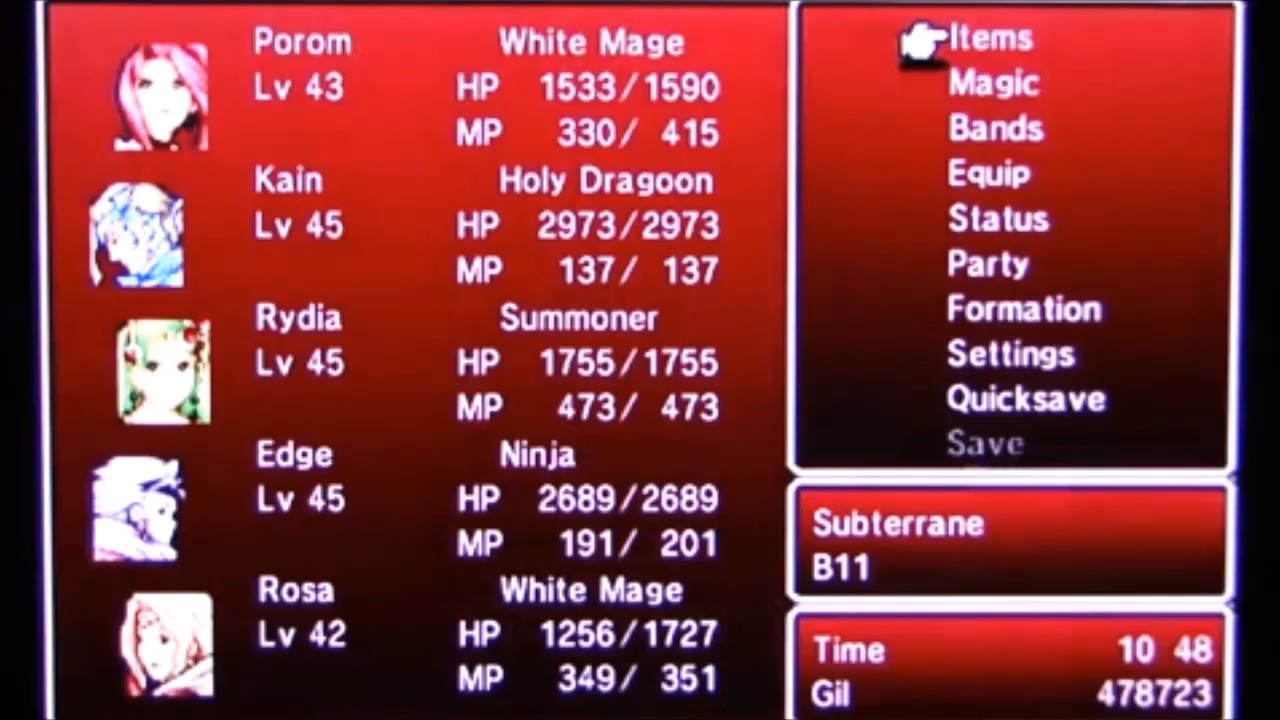 Porom White Mage
Lv 43 HP 1533/1590
MP 330/ 415
Kain Holy Dragoon
Lv 45 HP 2973/2973
MP 137/ 137
Rydia Summoner
Lv 45 HP 1755/1755
MP 473/ 473
Edge Ninja
Lv 45 HP 2689/2689
MP 191/ 201
Rosa White Mage
Lv 42 HP 1256/1727
MP 349/ 351
Items
Magic
Bands
Equip
Status
Party
Formation
Settings
Quicksave
Save
Subterrane
B11
Time 10 48
Gil 478723